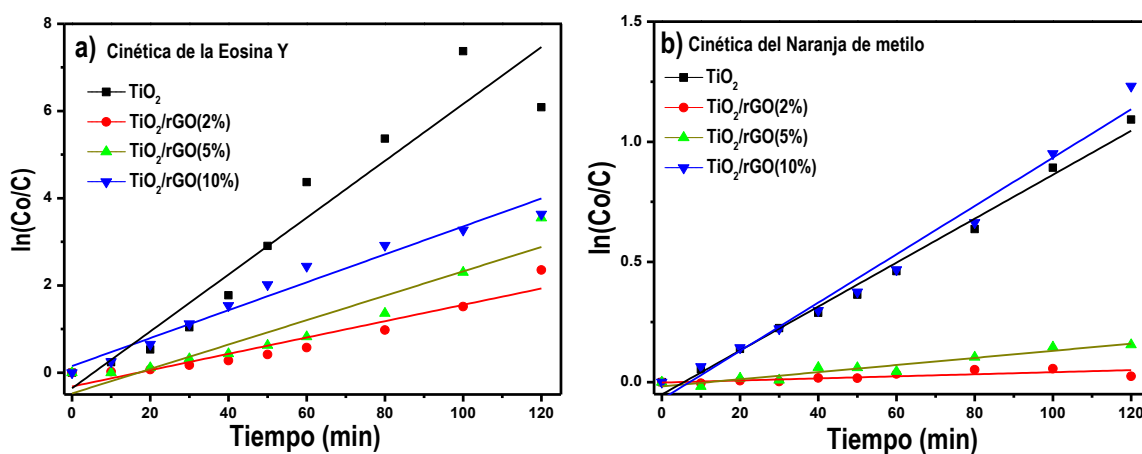 a) Cinética de la Eosina Y
TiO2
TiO2/rGO(2%)
TiO2/rGO(5%)
TiO2/rGO(10%)
ln(Co/C)
8
6
4
2
0
0 20 40 60 80 100 120
Tiempo (min)
b) Cinética del Naranja de metilo
TiO2
TiO2/rGO(2%)
TiO2/rGO(5%)
TiO2/rGO(10%)
ln(Co/C)
1.5
1.0
0.5
0.0
0 20 40 60 80 100 120
Tiempo (min)